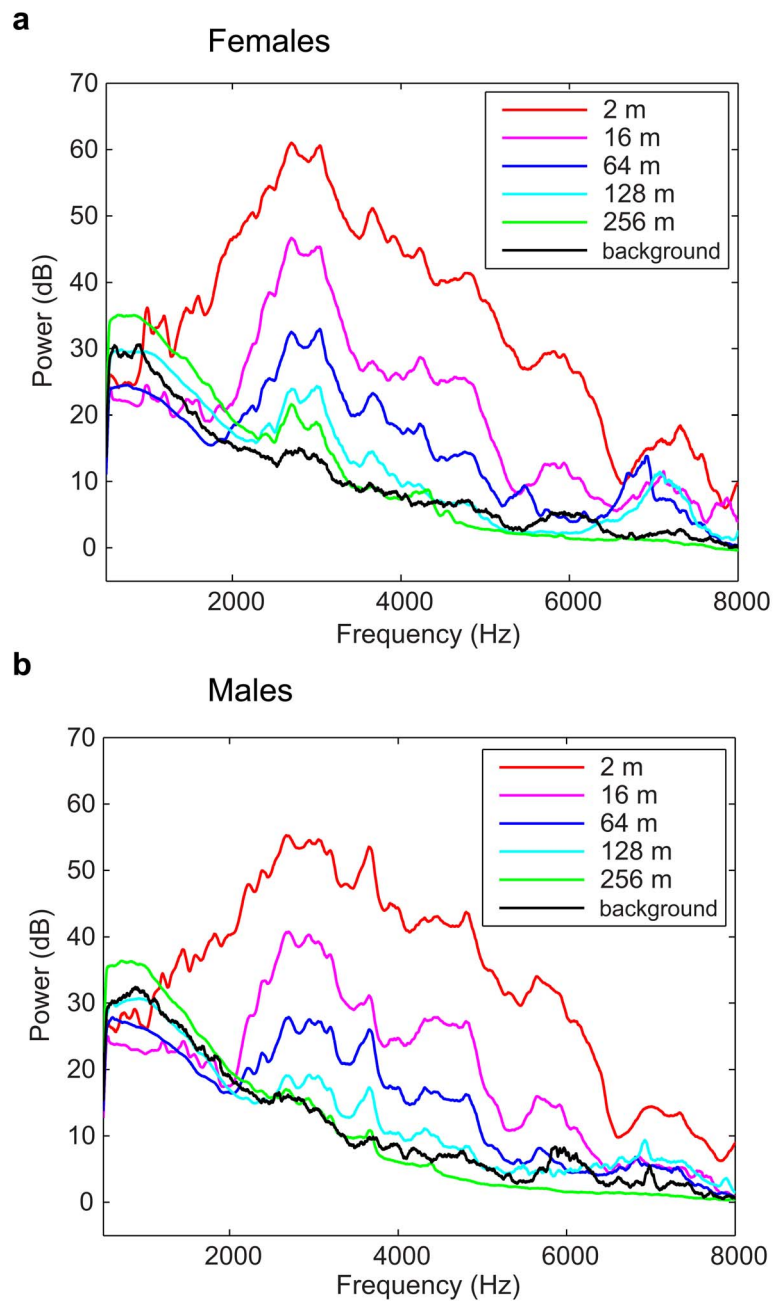 a
Females
70
60
50
40
30
20
10
0
Power (dB)
2 m
16 m
64 m
128 m
256 m
background
2000 4000 6000 8000
Frequency (Hz)
b
Males
70
60
50
40
30
20
10
0
Power (dB)
2 m
16 m
64 m
128 m
256 m
background
2000 4000 6000 8000
Frequency (Hz)